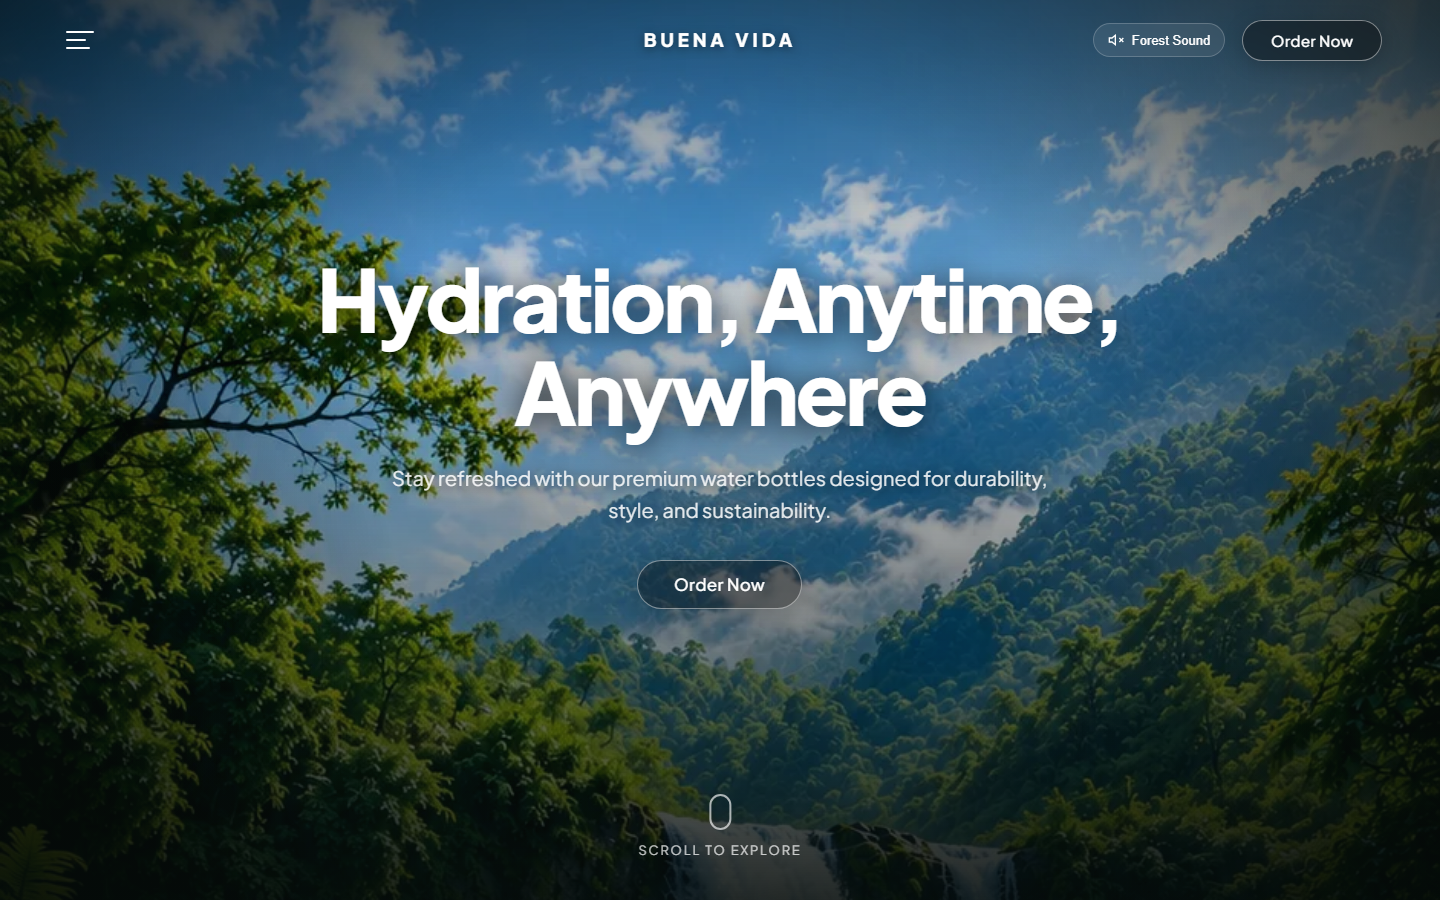 BUENA VIDA
Forest Sound
Order Now
Hydration, Anytime,
Anywhere
Stay refreshed with our premium water bottles designed for durability,
style, and sustainability.
Order Now
SCROLL TO EXPLORE